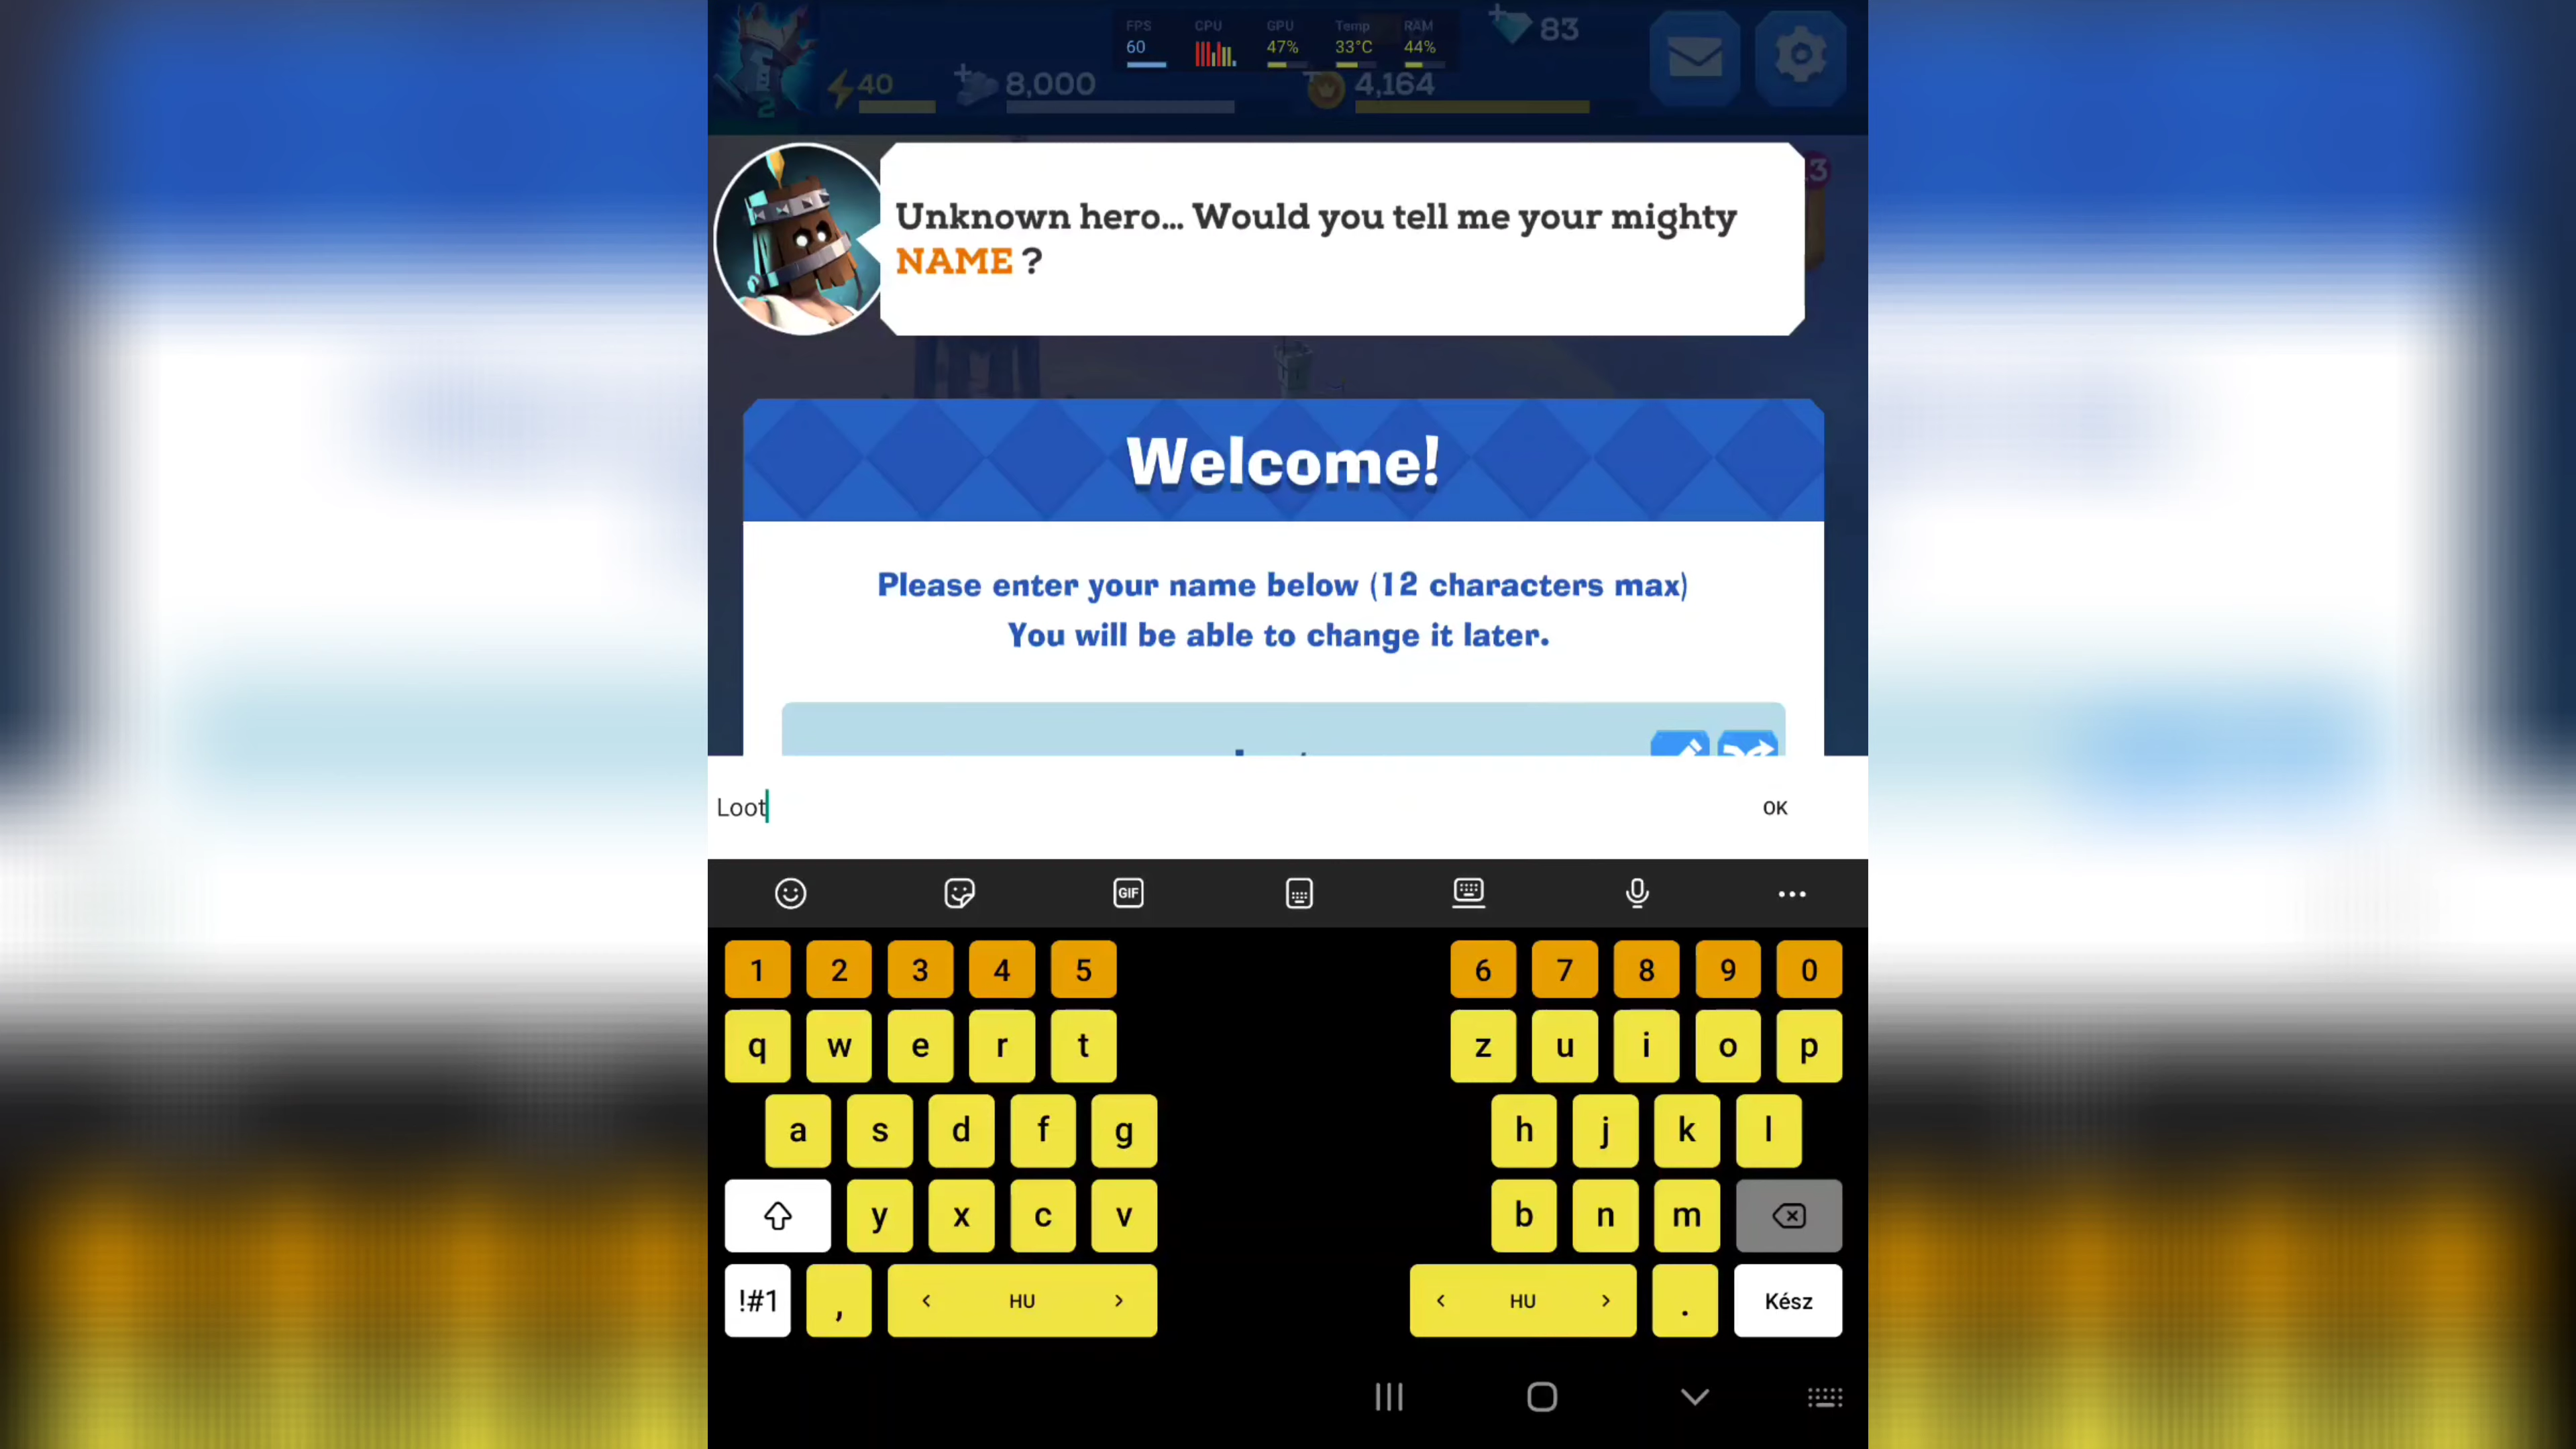 FPS CPU GPU Temp RAM
60 47% 33°C 44%
83
40 8,000 4,164
2
3
Unknown hero... Would you tell me your mighty
NAME ?
Welcome!
Please enter your name below (12 characters max)
You will be able to change it later.
Loot OK
GIF
1 2 3 4 5 6 7 8 9 0
q w e r t z u i o p
a s d f g h j k l
y x c v b n m
!#1 , < HU > < HU > . Kész